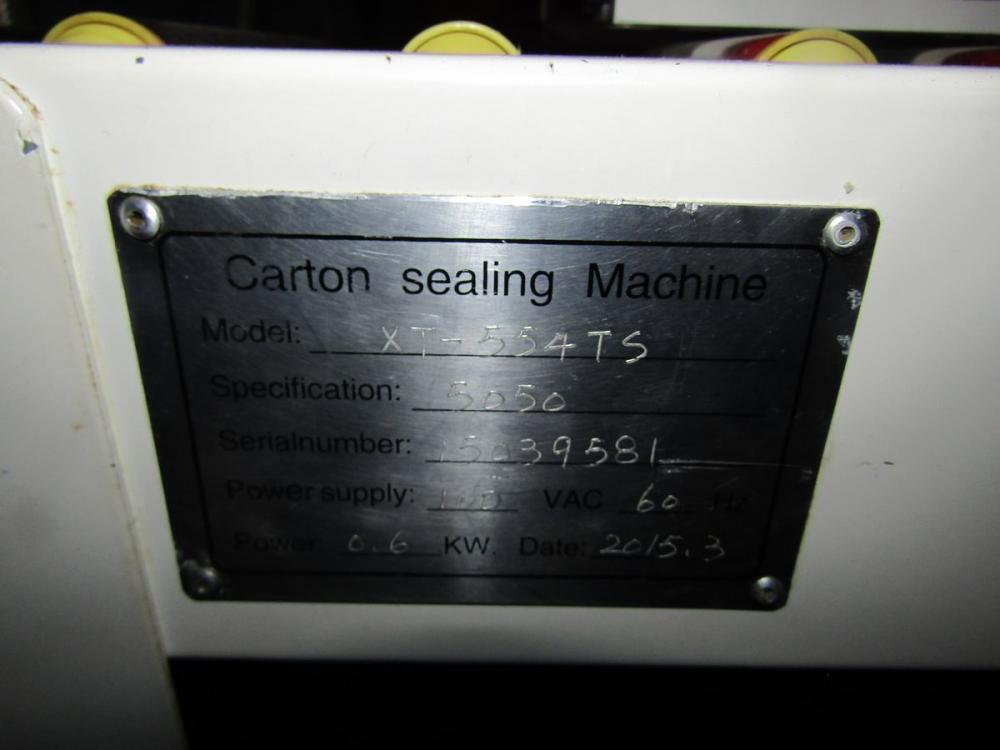 Carton sealing Machine
Model: XT-554TS
Specification: 5050
Serialnumber: 15039581
Power supply: 110 VAC 60 Hz
Power: 0.6 KW. Date: 2015.3